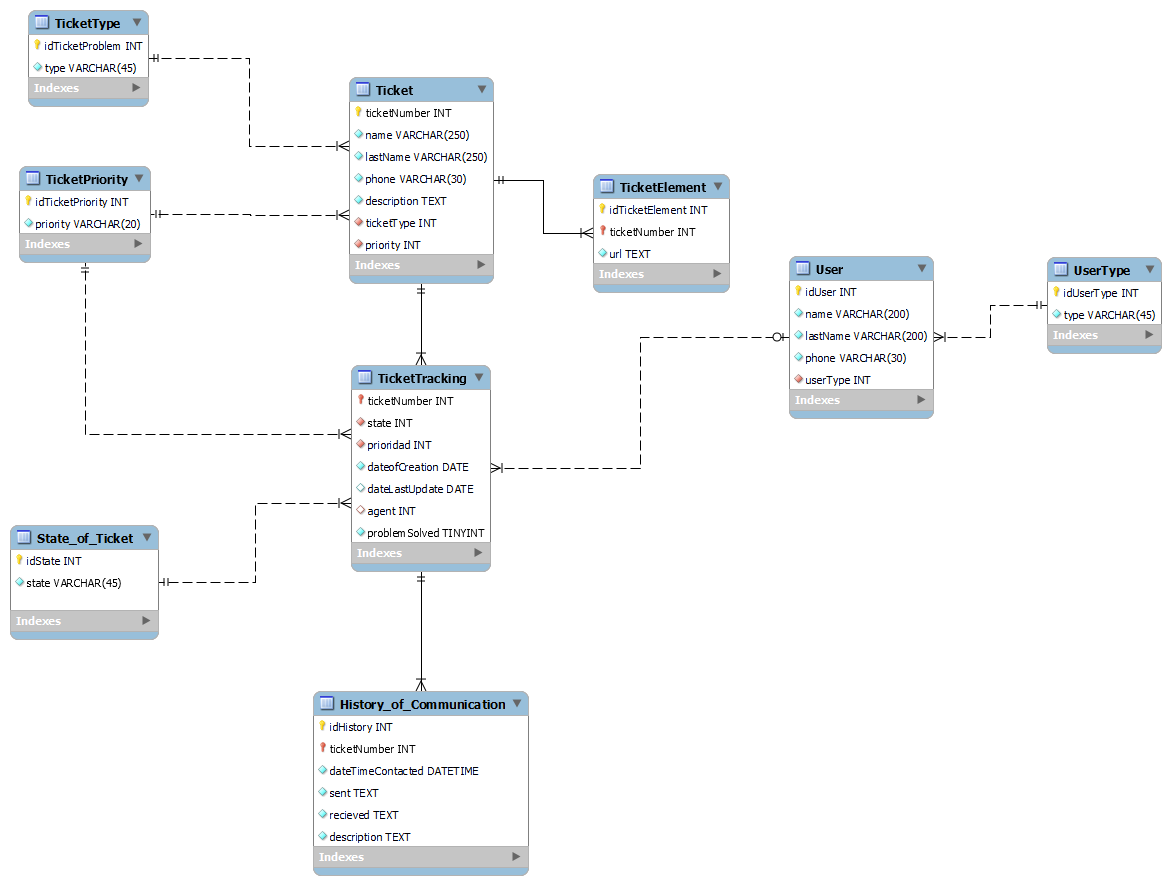 TicketType
idTicketProblem INT
type VARCHAR(45)
Indexes
Ticket
ticketNumber INT
name VARCHAR(250)
lastName VARCHAR(250)
phone VARCHAR(30)
description TEXT
ticketType INT
priority INT
Indexes
TicketPriority
idTicketPriority INT
priority VARCHAR(20)
Indexes
TicketElement
idTicketElement INT
ticketNumber INT
url TEXT
Indexes
User
idUser INT
name VARCHAR(200)
lastName VARCHAR(200)
phone VARCHAR(30)
userType INT
Indexes
UserType
idUserType INT
type VARCHAR(45)
Indexes
TicketTracking
ticketNumber INT
state INT
prioridad INT
dateofCreation DATE
dateLastUpdate DATE
agent INT
problemSolved TINYINT
Indexes
State_of_Ticket
idState INT
state VARCHAR(45)
Indexes
History_of_Communication
idHistory INT
ticketNumber INT
dateTimeContacted DATETIME
sent TEXT
recieved TEXT
description TEXT
Indexes